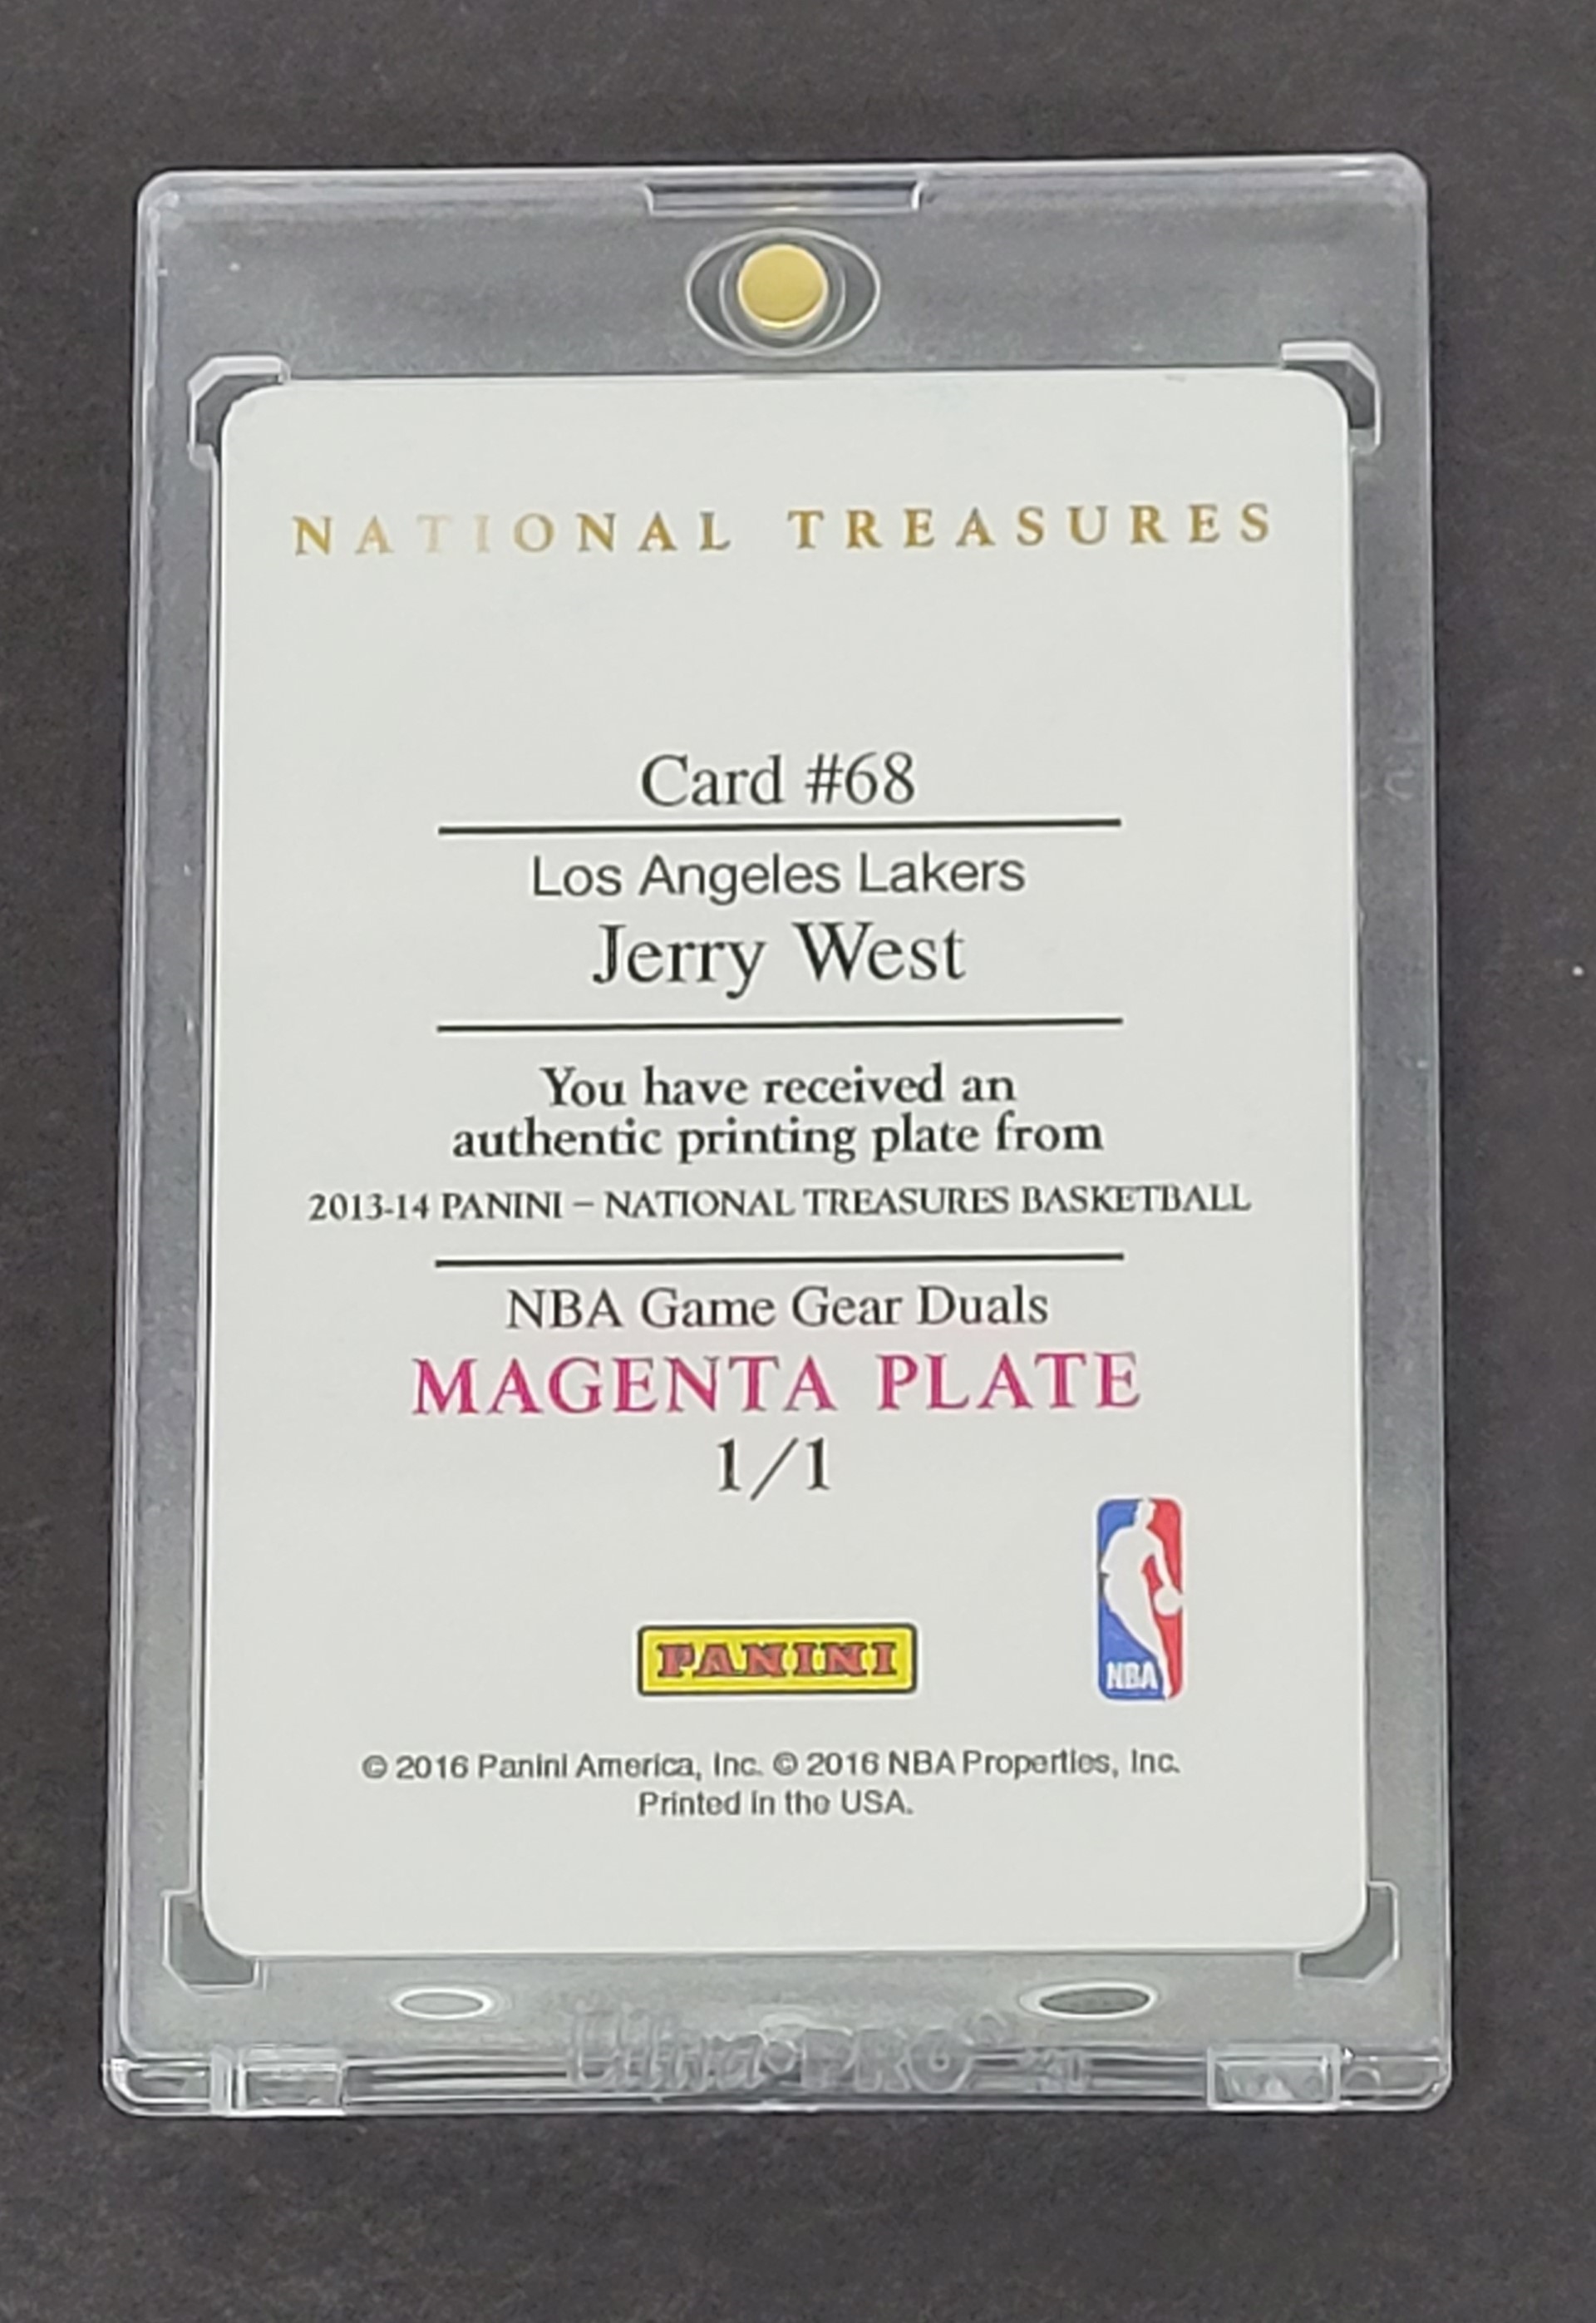 NATIONAL TREASURES
Card #68
Los Angeles Lakers
Jerry West
You have received an
authentic printing plate from
2013-14 PANINI – NATIONAL TREASURES BASKETBALL
NBA Game Gear Duals
MAGENTA PLATE
1/1
NBA
PANINI
© 2016 Panini America, Inc. © 2016 NBA Properties, Inc.
Printed in the USA.
Ultra PRO